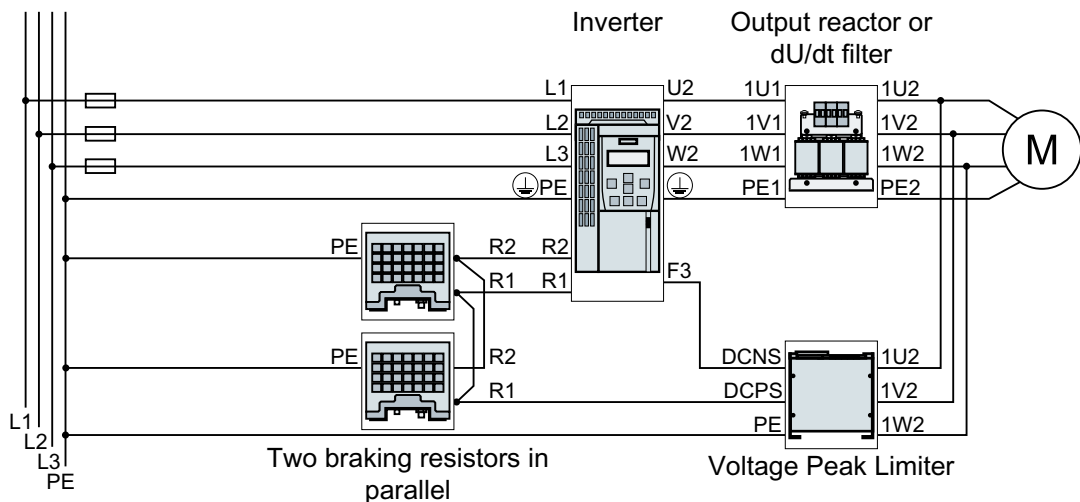 Inverter
Output reactor or
dU/dt filter
L1 U2 1U1 1U2
L2 V2 1V1 1V2
L3 W2 1W1 1W2
PE PE1 PE2
M
PE R2 R2
R1 R1 F3
PE R2 DCNS 1U2
R1 DCPS 1V2
PE 1W2
L1
L2
L3
PE
Two braking resistors in
parallel
Voltage Peak Limiter